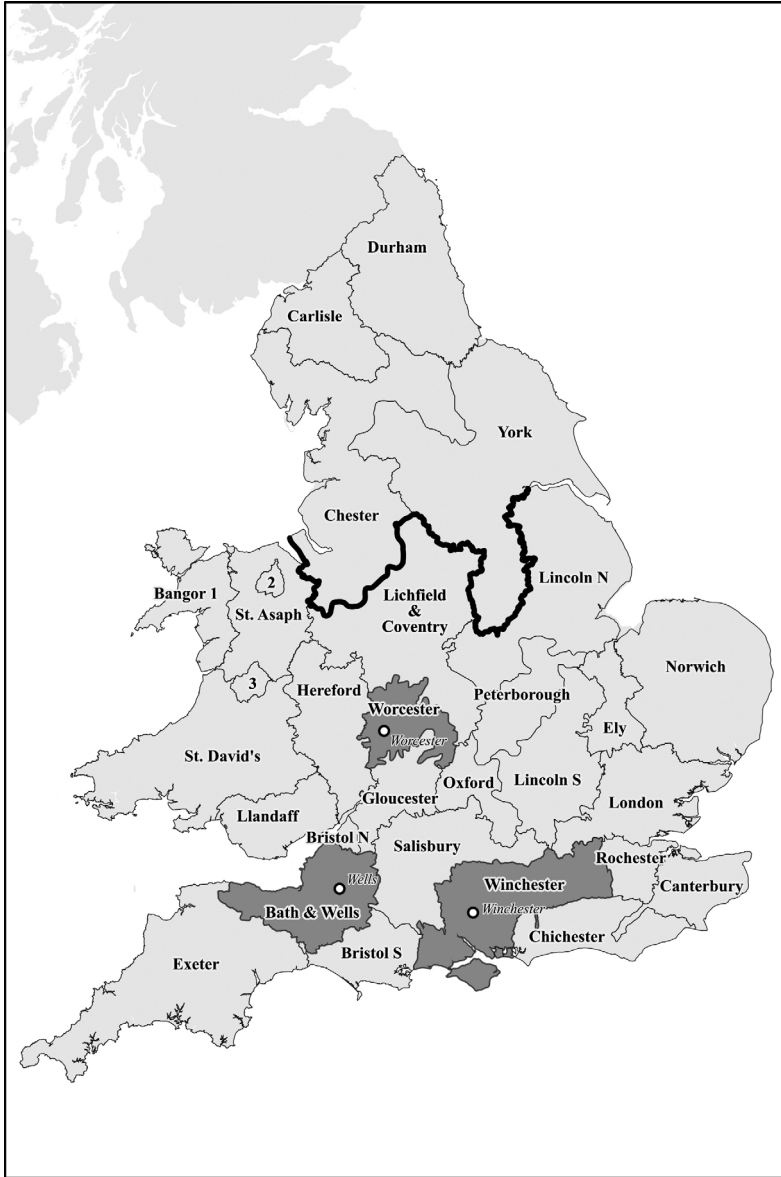 Durham
Carlisle
York
Chester
Lincoln N
Lichfield
&
Coventry
Bangor 1
2
St. Asaph
Norwich
3
Hereford
Peterborough
Worcester
Worcester
Ely
St. David's
Oxford
Lincoln S
Gloucester
London
Llandaff
Bristol N
Salisbury
Rochester
Wells
Winchester
Canterbury
Bath & Wells
Winchester
Chichester
Bristol S
Exeter